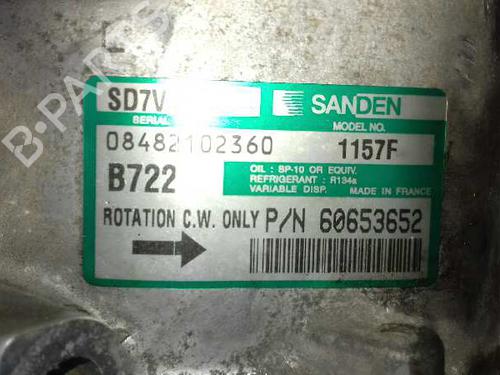 B-PARTS
SD7V
SANDEN
SERIAL
MODEL NO.
08482102360
1157F
B722
OIL : SP-10 OR EQUIV.
REFRIGERANT : R134a
VARIABLE DISP. MADE IN FRANCE
ROTATION C.W. ONLY P/N 60653652